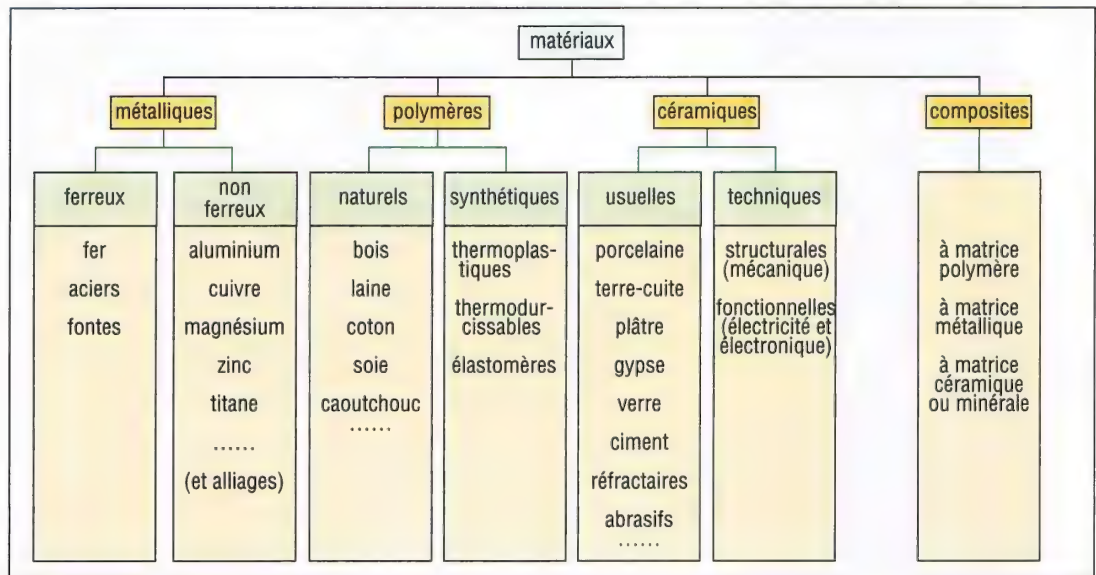 matériaux
métalliques
polymères
céramiques
composites
ferreux
fer
aciers
fontes
non
ferreux
aluminium
cuivre
magnésium
zinc
titane
......
(et alliages)
naturels
bois
laine
coton
soie
caoutchouc
......
synthétiques
thermoplas-
tiques
thermodur-
cissables
élastomères
usuelles
porcelaine
terre-cuite
plâtre
gypse
verre
ciment
réfractaires
abrasifs
......
techniques
structurales
(mécanique)
fonctionnelles
(électricité et
électronique)
à matrice
polymère
à matrice
métallique
à matrice
céramique
ou minérale